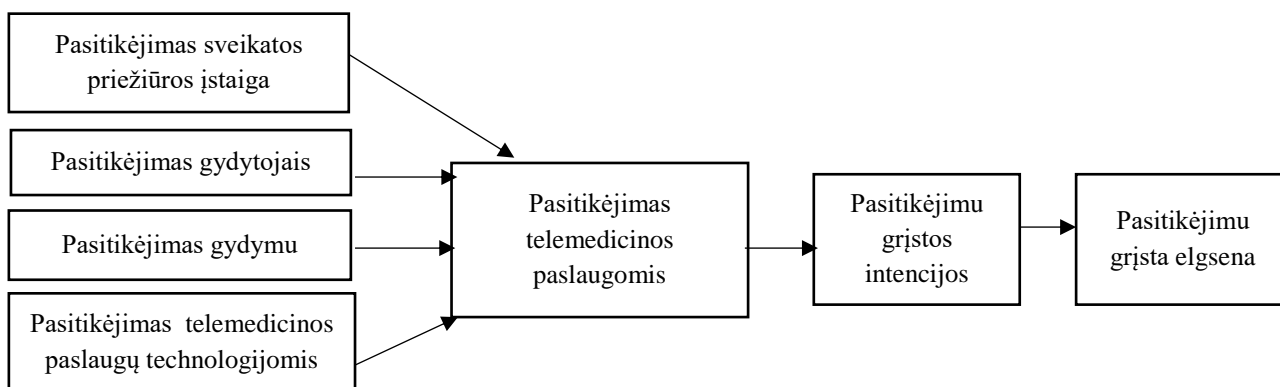 Pasitikėjimas sveikatos
priežiūros įstaiga
Pasitikėjimas gydytojais
Pasitikėjimas gydymu
Pasitikėjimas telemedicinos
paslaugų technologijomis
Pasitikėjimas
telemedicinos
paslaugomis
Pasitikėjimu
grįstos
intencijos
Pasitikėjimu
grįsta elgsena